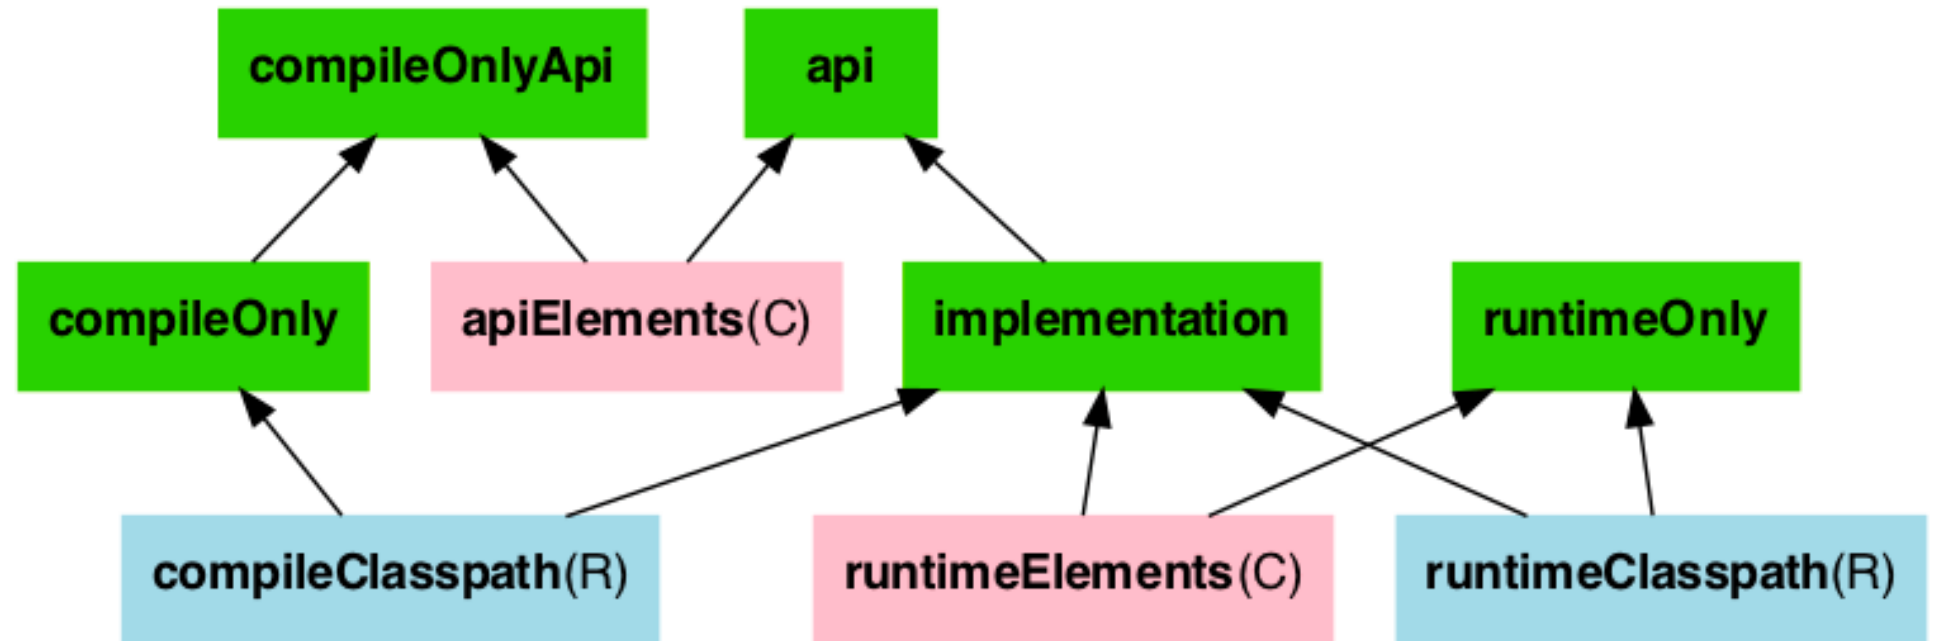 compileOnlyApi
api
compileOnly
apiElements(C)
implementation
runtimeOnly
compileClasspath(R)
runtimeElements(C)
runtimeClasspath(R)